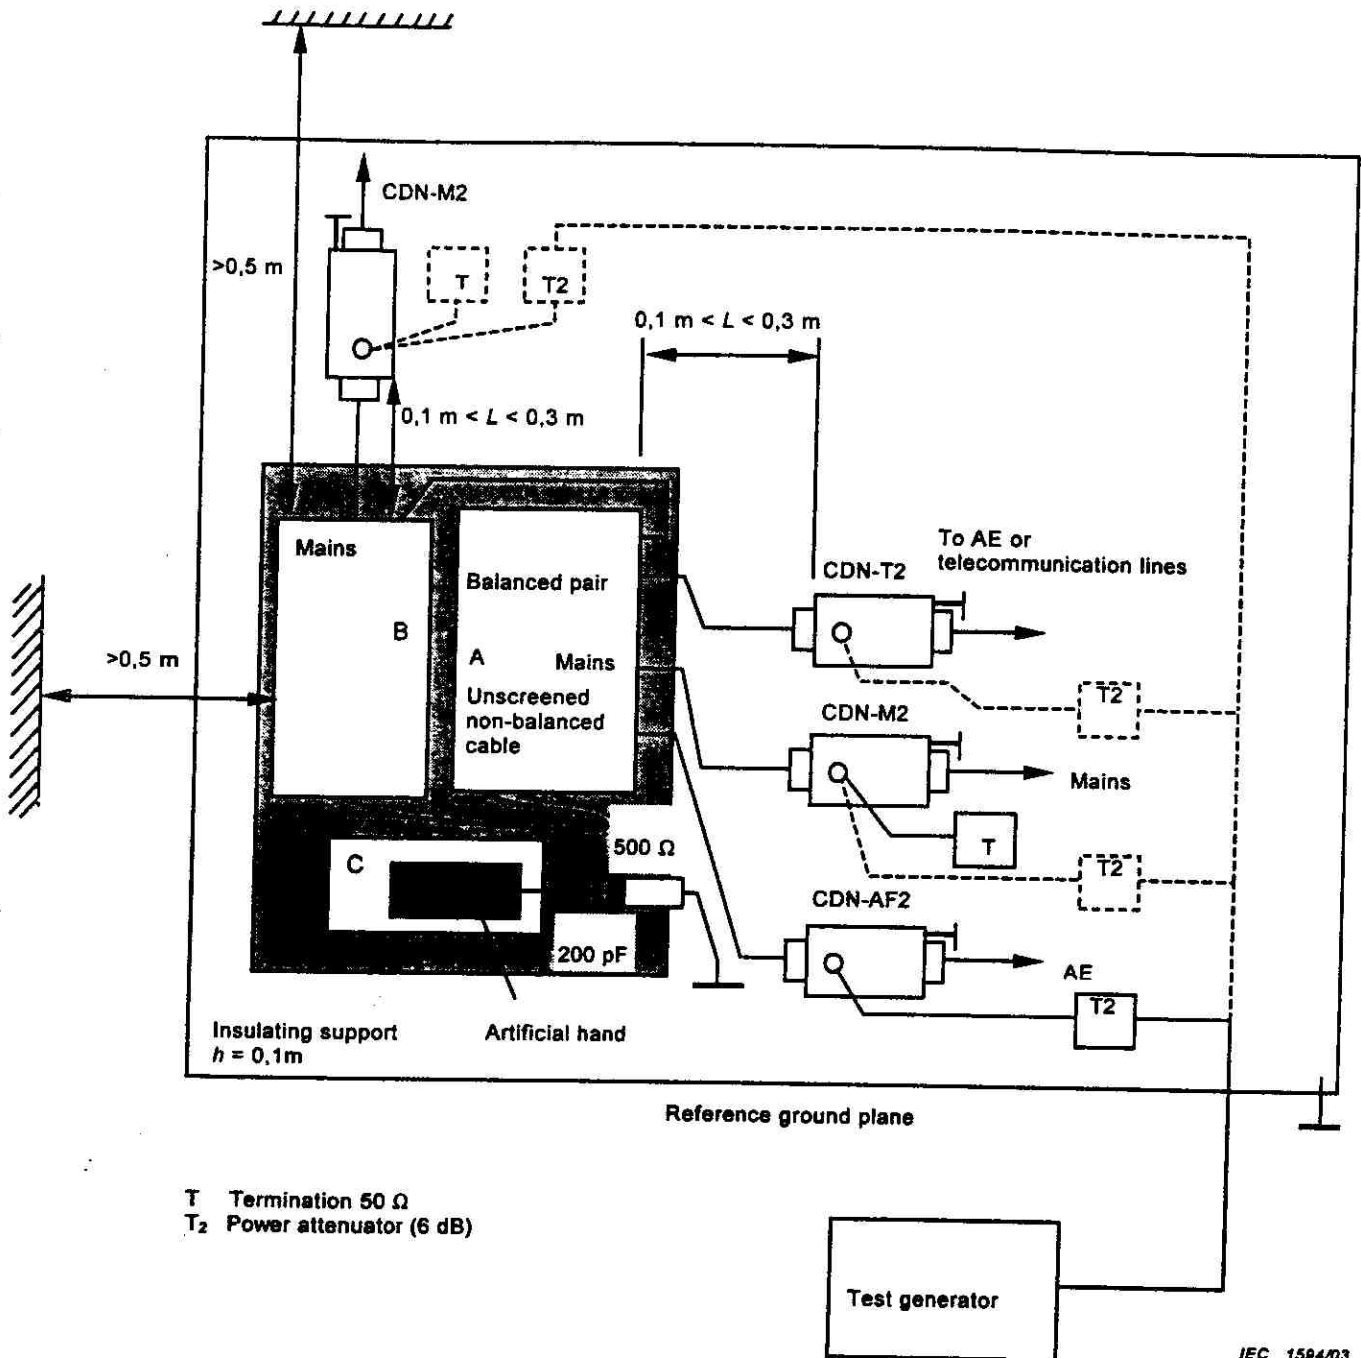 CDN-M2
>0,5 m
T
T2
0,1 m < L < 0,3 m
0,1 m < L < 0,3 m
Mains
B
Balanced pair
A
Mains
Unscreened
non-balanced
cable
To AE or
telecommunication lines
CDN-T2
>0,5 m
T2
CDN-M2
Mains
T
T2
500 Ω
C
CDN-AF2
200 pF
AE
T2
Insulating support
h = 0,1m
Artificial hand
Reference ground plane
T Termination 50 Ω
T2 Power attenuator (6 dB)
Test generator
IEC 1594/03